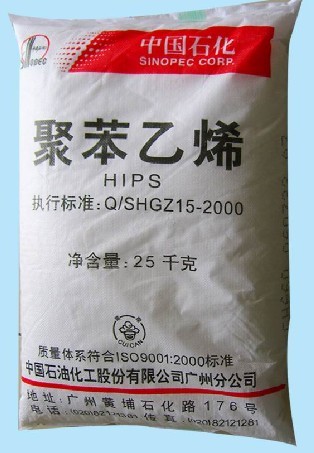 中国石化
SINOPEC CORP.
聚苯乙烯
HIPS
执行标准:Q/SHGZ15-2000
净含量:25千克
CUICAN
质量体系符合ISO9001:2000标准
中国石油化工股份有限公司广州分公司
地址:广州黄埔石化路176号